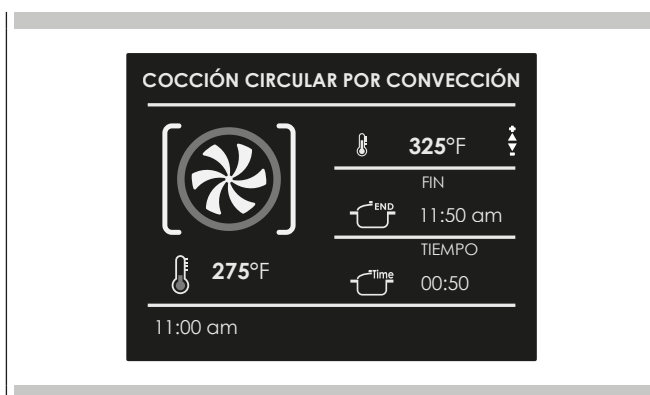 COCCIÓN CIRCULAR POR CONVECCIÓN
325°F
FIN
END
11:50 am
TIEMPO
Time
00:50
275°F
11:00 am